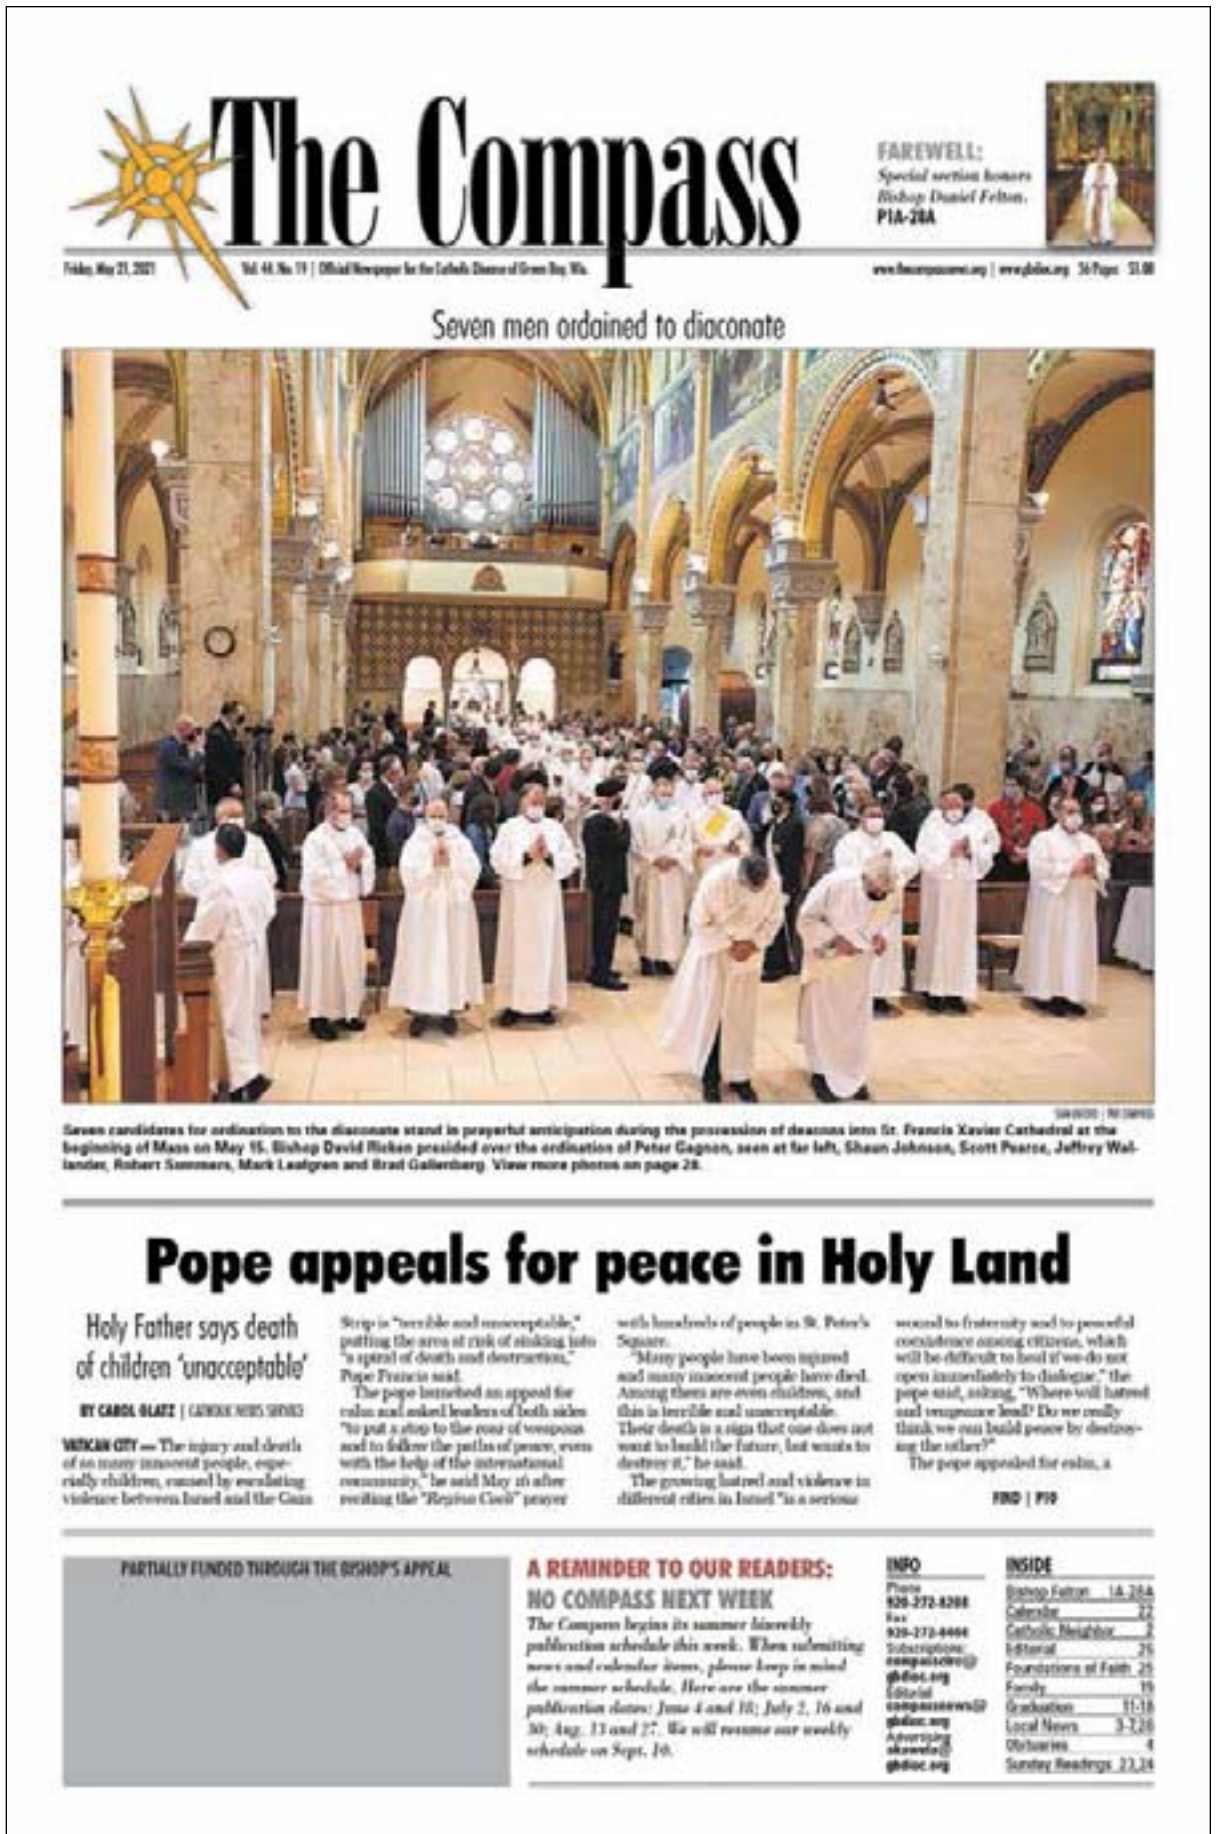 The Compass
FAREWELL:
Special section honors
Bishop Daniel Felton.
P1A-28A
Friday, May 21, 2021
Vol. 44, No. 19 | Official Newspaper for the Catholic Diocese of Green Bay, Wis.
www.thecompassnews.org | www.gbdioc.org 56 Pages $1.00
Seven men ordained to diaconate
| THE COMPASS
Seven candidates for ordination to the diaconate stand in prayerful anticipation during the procession of deacons into St. Francis Xavier Cathedral at the
beginning of Mass on May 15. Bishop David Ricken presided over the ordination of Peter Gagnon, seen at far left, Shaun Johnson, Scott Pearce, Jeffrey Wal-
lander, Robert Sommers, Mark Leafgren and Brad Gallenberg. View more photos on page 28.
Pope appeals for peace in Holy Land
Holy Father says death
of children ‘unacceptable’
BY CAROL GLATZ | CATHOLIC NEWS SERVICE
VATICAN CITY — The injury and death
of so many innocent people, espe-
cially children, caused by escalating
violence between Israel and the Gaza
Strip is “terrible and unacceptable,”
putting the area at risk of sinking into
“a spiral of death and destruction,”
Pope Francis said.
The pope launched an appeal for
calm and asked leaders of both sides
“to put a stop to the roar of weapons
and to follow the paths of peace, even
with the help of the international
community,” he said May 16 after
reciting the “Regina Coeli” prayer
with hundreds of people in St. Peter’s
Square.
“Many people have been injured
and many innocent people have died.
Among them are even children, and
this is terrible and unacceptable.
Their death is a sign that one does not
want to build the future, but wants to
destroy it,” he said.
The growing hatred and violence in
different cities in Israel “is a serious
wound to fraternity and to peaceful
coexistence among citizens, which
will be difficult to heal if we do not
open immediately to dialogue,” the
pope said, asking, “Where will hatred
and vengeance lead? Do we really
think we can build peace by destroy-
ing the other?”
The pope appealed for calm, a
FIND | P10
PARTIALLY FUNDED THROUGH THE BISHOP'S APPEAL
A REMINDER TO OUR READERS:
NO COMPASS NEXT WEEK
The Compass begins its summer biweekly
publication schedule this week. When submitting
news and calendar items, please keep in mind
the summer schedule. Here are the summer
publication dates: June 4 and 18; July 2, 16 and
30; Aug. 13 and 27. We will resume our weekly
schedule on Sept. 10.
INFO
Phone
920-272-8208
Fax
Subscriptions:
compasscirc@
gbdioc.org
Editorial
compassnews@
gbdioc.org
Advertising
gbdioc.org
INSIDE
Bishop Felton 1A-28A
Calendar 22
Catholic Neighbor 2
Editorial
Foundations of Faith 25
Family 19
Graduation 11-18
Local News 3-7,28
Obituaries 4
Sunday Readings 23,24